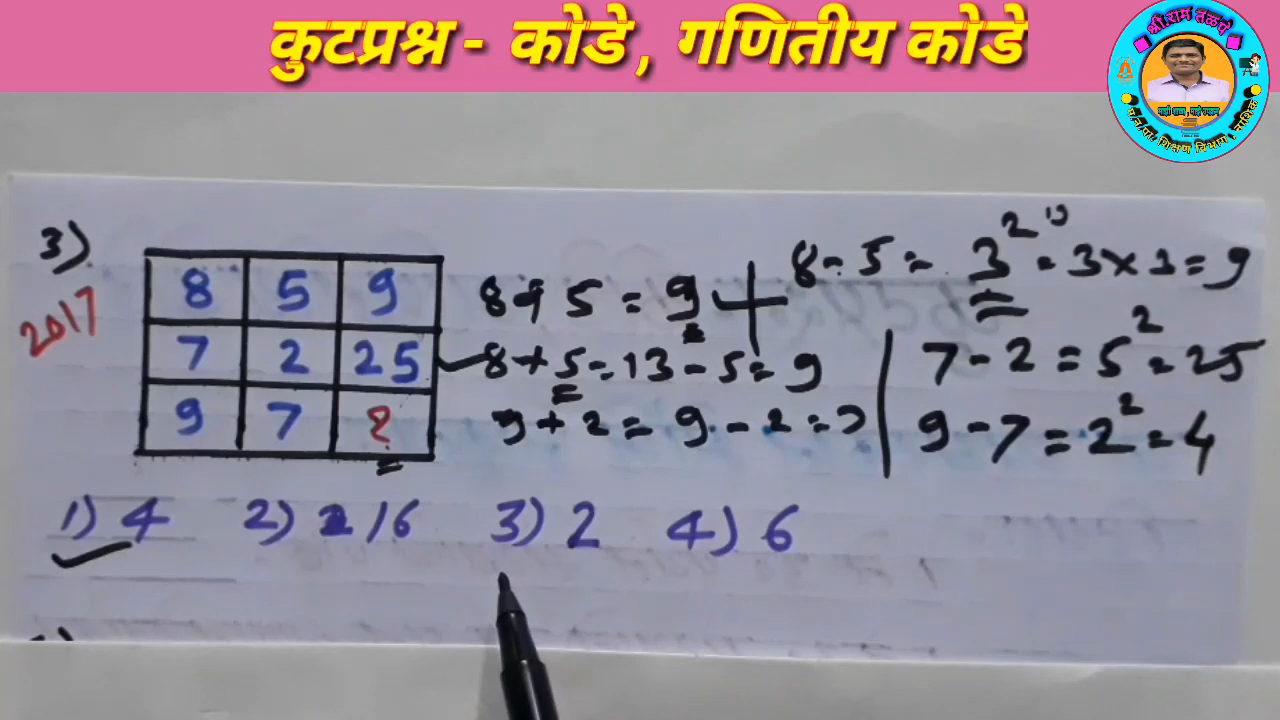 कुटप्रश्न - कोडे, गणितीय कोडे
श्री.राम तळपे
म.न.पा. शिक्षण विभाग, नाशिक
3)
2017
8 5 9
7 2 25
9 7 ?
8+5 = 9
8+5=13-5=9
9+2=9-2=7
8-5= 3² = 3×3=9
7-2=5²=25
9-7=2²=4
1) 4 2) 16 3) 2 4) 6